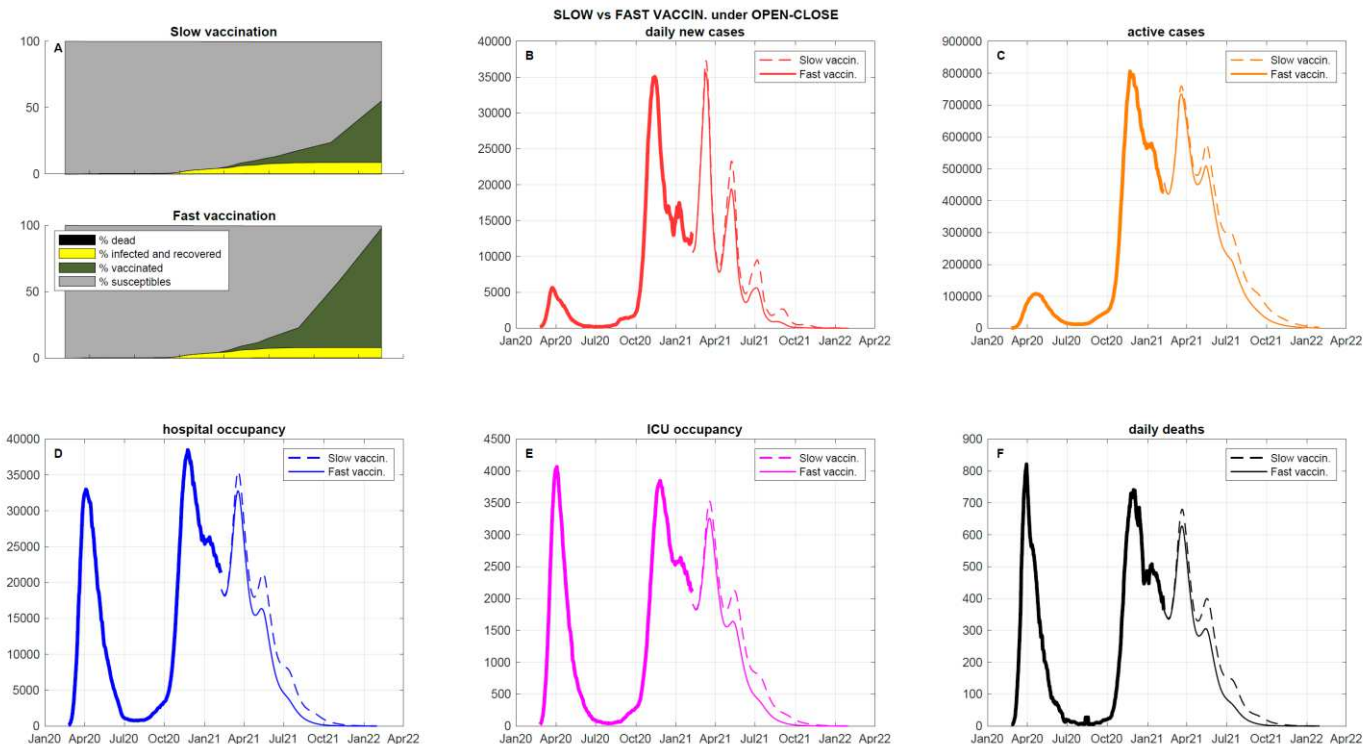 SLOW vs FAST VACCIN. under OPEN-CLOSE
Slow vaccination
A
100
50
0
Fast vaccination
100
50
0
% dead
% infected and recovered
% vaccinated
% susceptibles
daily new cases
B
Slow vaccin.
Fast vaccin.
40000
35000
30000
25000
20000
15000
10000
5000
0
Jan20 Apr20 Jul20 Oct20 Jan21 Apr21 Jul21 Oct21 Jan22 Apr22
active cases
C
Slow vaccin.
Fast vaccin.
900000
800000
700000
600000
500000
400000
300000
200000
100000
0
Jan20 Apr20 Jul20 Oct20 Jan21 Apr21 Jul21 Oct21 Jan22 Apr22
hospital occupancy
D
Slow vaccin.
Fast vaccin.
40000
35000
30000
25000
20000
15000
10000
5000
0
Jan20 Apr20 Jul20 Oct20 Jan21 Apr21 Jul21 Oct21 Jan22 Apr22
ICU occupancy
E
Slow vaccin.
Fast vaccin.
4500
4000
3500
3000
2500
2000
1500
1000
500
0
Jan20 Apr20 Jul20 Oct20 Jan21 Apr21 Jul21 Oct21 Jan22 Apr22
daily deaths
F
Slow vaccin.
Fast vaccin.
900
800
700
600
500
400
300
200
100
0
Jan20 Apr20 Jul20 Oct20 Jan21 Apr21 Jul21 Oct21 Jan22 Apr22